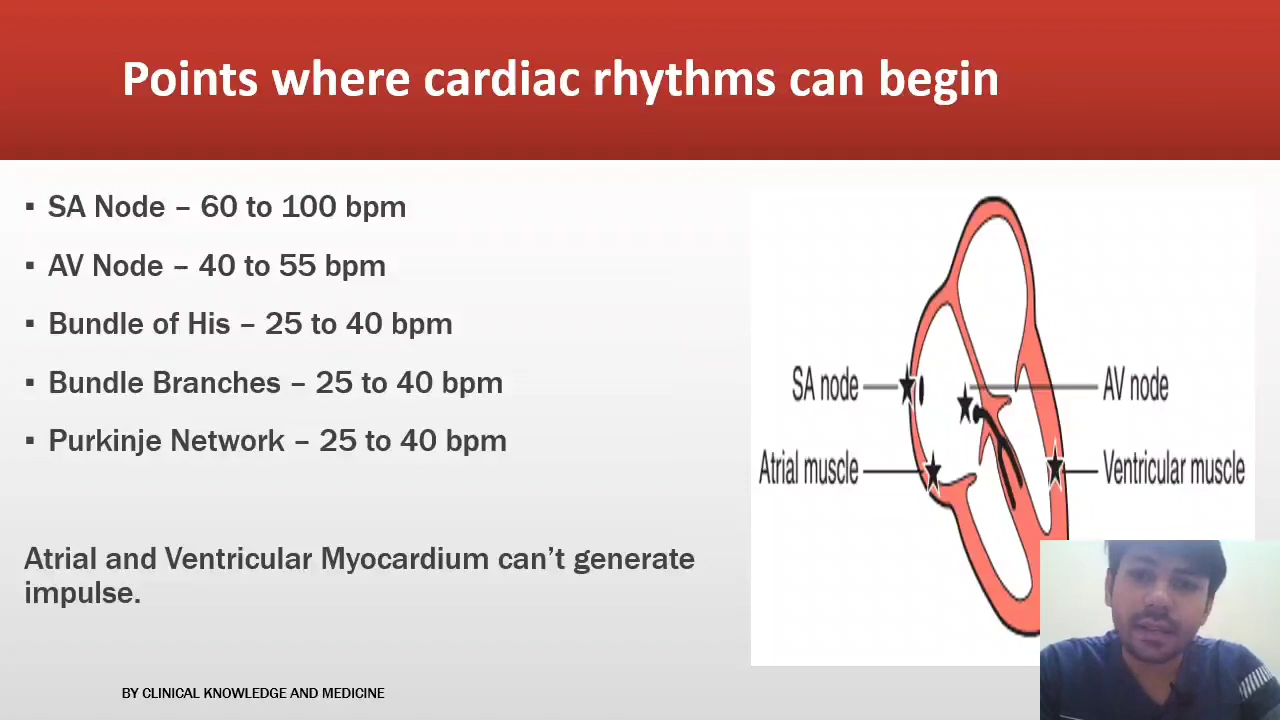 Points where cardiac rhythms can begin
▪ SA Node – 60 to 100 bpm
▪ AV Node – 40 to 55 bpm
▪ Bundle of His – 25 to 40 bpm
▪ Bundle Branches – 25 to 40 bpm
▪ Purkinje Network – 25 to 40 bpm
Atrial and Ventricular Myocardium can’t generate
impulse.
SA node
AV node
Atrial muscle
Ventricular muscle
BY CLINICAL KNOWLEDGE AND MEDICINE